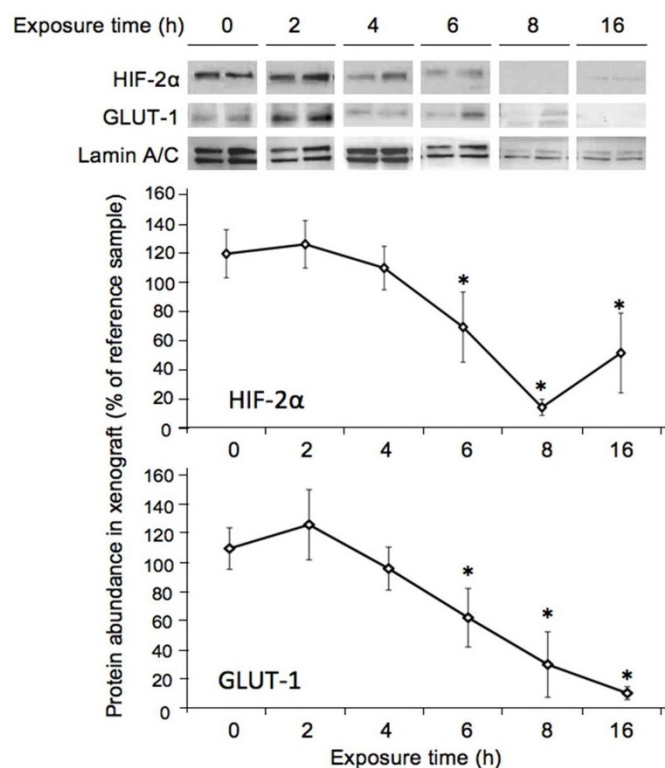 Exposure time (h) 0 2 4 6 8 16
HIF-2α
GLUT-1
Lamin A/C
Protein abundance in xenograft (% of reference sample)
160
140
120
100
80
60
40
20
0
* * *
HIF-2α
0 2 4 6 8 16
160
140
120
100
80
60
40
20
0
* * *
GLUT-1
0 2 4 6 8 16
Exposure time (h)